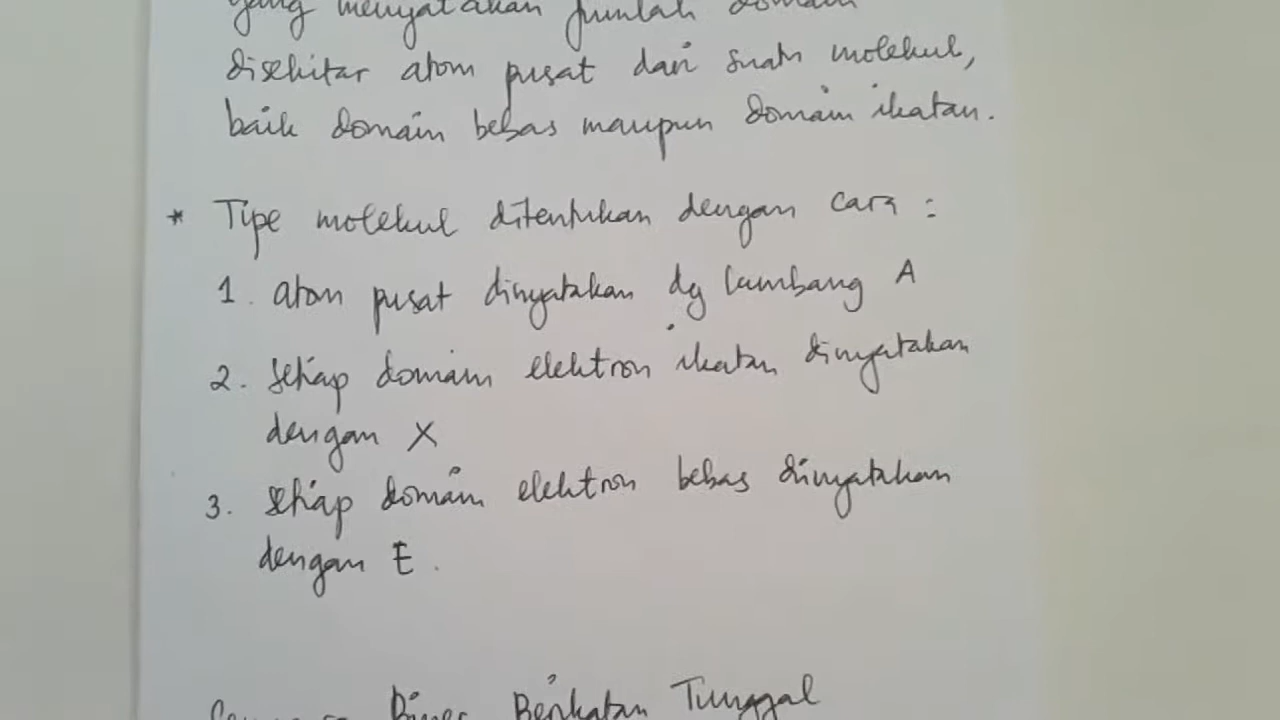 yang menyatakan jumlah domain
disekitar atom pusat dari suatu molekul,
baik domain bebas maupun domain ikatan.
* Tipe molekul ditentukan dengan cara :
1. atom pusat dinyatakan dg lambang A
2. Setiap domain elektron ikatan dinyatakan
dengan X
3. Setiap domain elektron bebas dinyatakan
dengan E.
Senyawa Biner Berikatan Tunggal